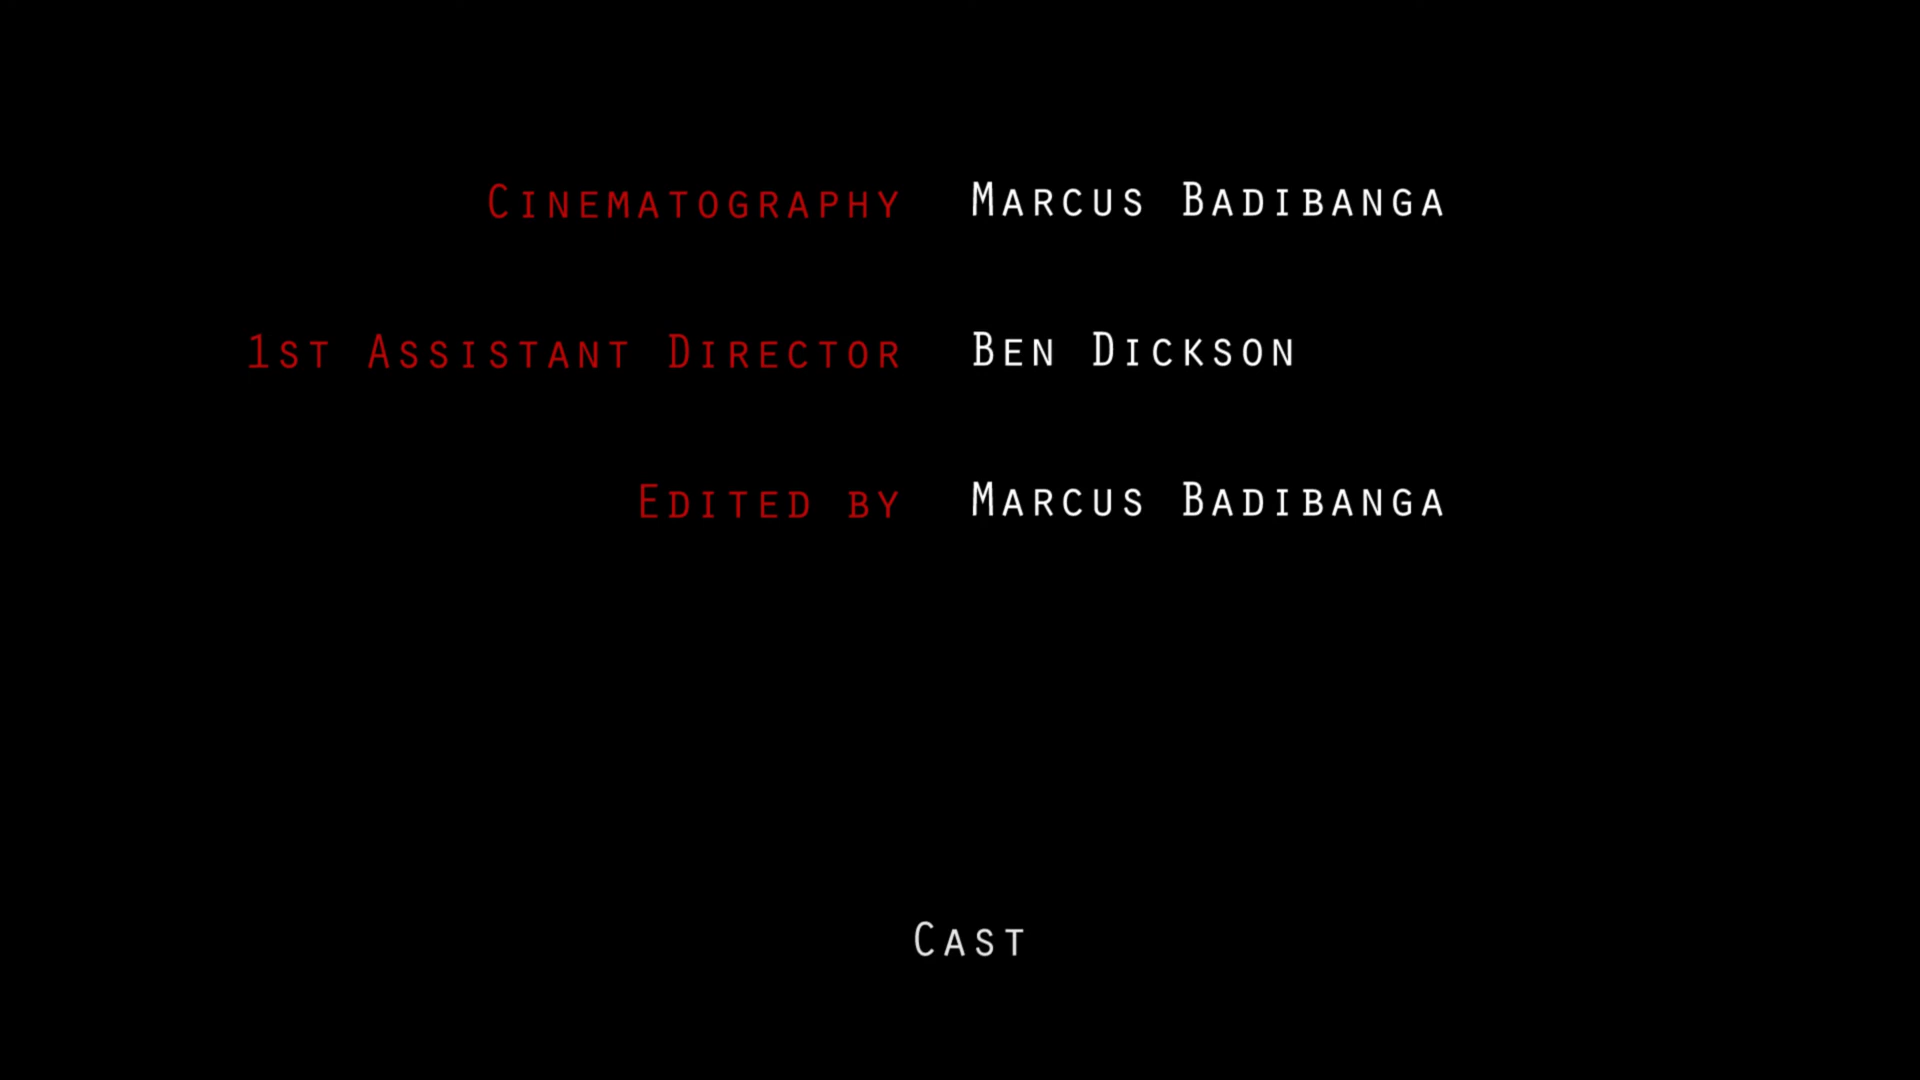 Cinematography Marcus Badibanga
1st Assistant Director Ben Dickson
Edited by Marcus Badibanga
Cast